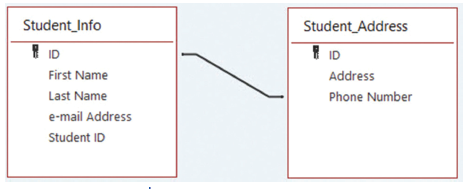 Student_Info
ID
First Name
Last Name
e-mail Address
Student ID
Student_Address
ID
Address
Phone Number